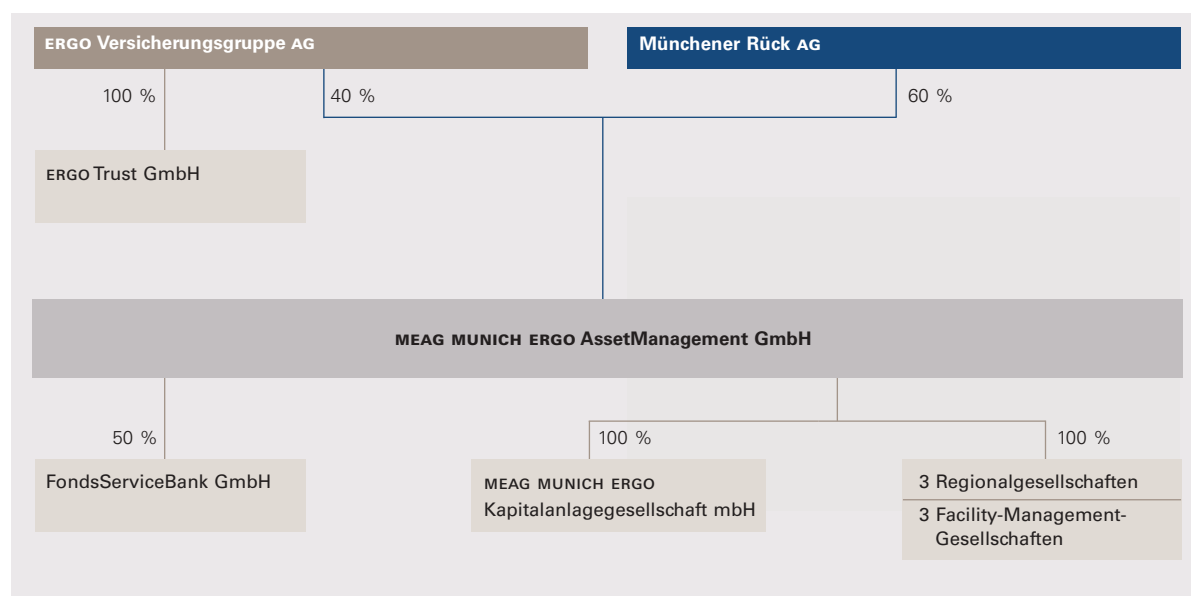 ERGO Versicherungsgruppe AG
Münchener Rück AG
100 %
40 %
60 %
ERGO Trust GmbH
MEAG MUNICH ERGO AssetManagement GmbH
50 %
100 %
100 %
FondsServiceBank GmbH
MEAG MUNICH ERGO
Kapitalanlagegesellschaft mbH
3 Regionalgesellschaften
3 Facility-Management-
Gesellschaften